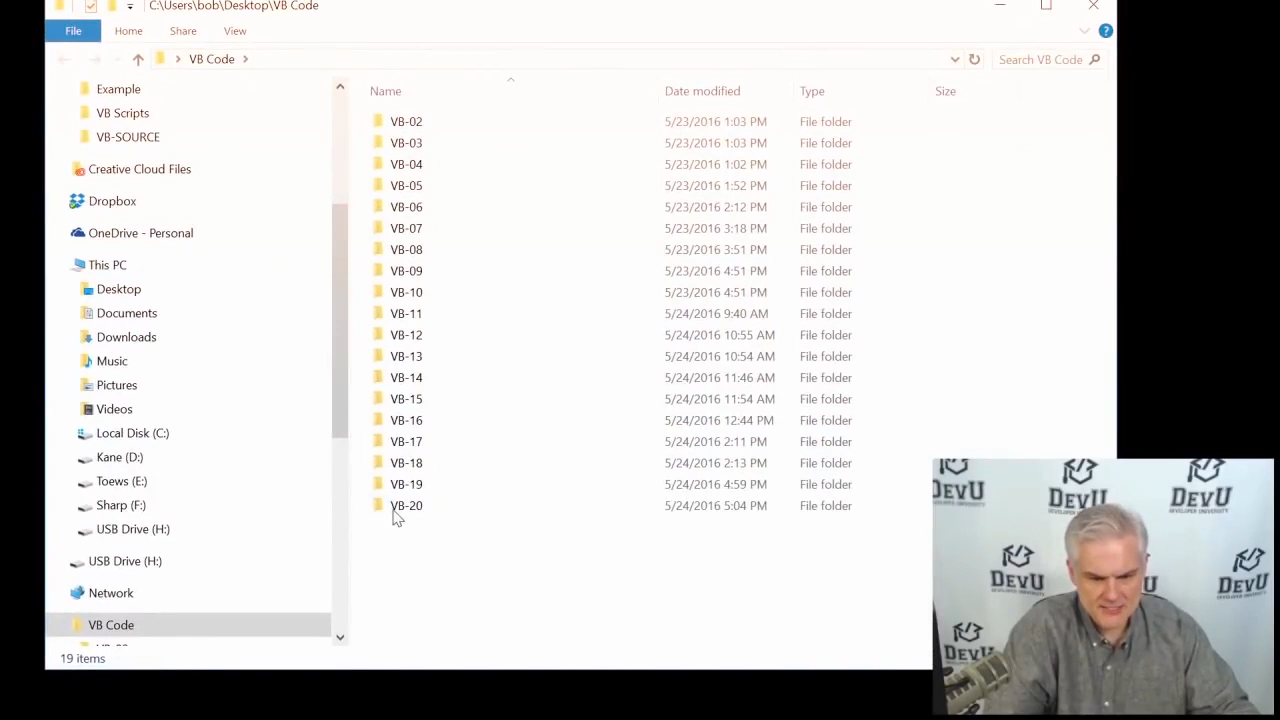 C:\Users\bob\Desktop\VB Code
File Home Share View
VB Code
Search VB Code
Example
VB Scripts
VB-SOURCE
Creative Cloud Files
Dropbox
OneDrive - Personal
This PC
Desktop
Documents
Downloads
Music
Pictures
Videos
Local Disk (C:)
Kane (D:)
Toews (E:)
Sharp (F:)
USB Drive (H:)
USB Drive (H:)
Network
VB Code
Name Date modified Type Size
VB-02 5/23/2016 1:03 PM File folder
VB-03 5/23/2016 1:03 PM File folder
VB-04 5/23/2016 1:02 PM File folder
VB-05 5/23/2016 1:52 PM File folder
VB-06 5/23/2016 2:12 PM File folder
VB-07 5/23/2016 3:18 PM File folder
VB-08 5/23/2016 3:51 PM File folder
VB-09 5/23/2016 4:51 PM File folder
VB-10 5/23/2016 4:51 PM File folder
VB-11 5/24/2016 9:40 AM File folder
VB-12 5/24/2016 10:55 AM File folder
VB-13 5/24/2016 10:54 AM File folder
VB-14 5/24/2016 11:46 AM File folder
VB-15 5/24/2016 11:54 AM File folder
VB-16 5/24/2016 12:44 PM File folder
VB-17 5/24/2016 2:11 PM File folder
VB-18 5/24/2016 2:13 PM File folder
VB-19 5/24/2016 4:59 PM File folder
VB-20 5/24/2016 5:04 PM File folder
19 items
DEVU
DEVELOPER UNIVERSITY
DEVU
DEVELOPER UNIVERSITY
DEVU
DEVELOPER UNIVERSITY
DEVU
DEVELOPER UNIVERSITY